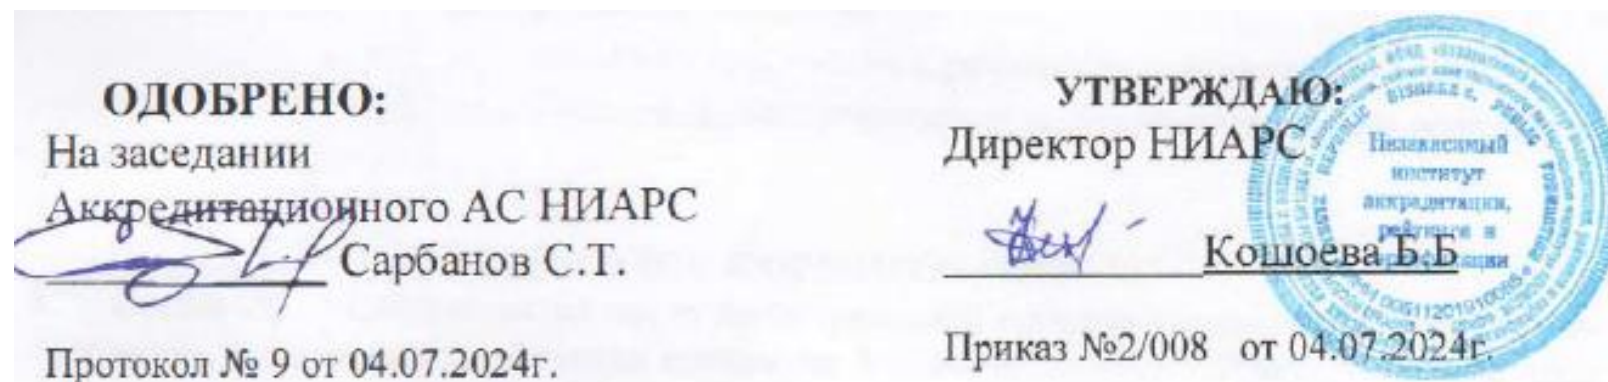 ОДОБРЕНО:
На заседании
Аккредитационного АС НИАРС
Сарбанов С.Т.
Протокол № 9 от 04.07.2024г.
УТВЕРЖДАЮ:
Директор НИАРС
Кошоева Б.Б
Приказ №2/008 от 04.07.2024г.
Независимый
институт
аккредитации,
рейтинга и